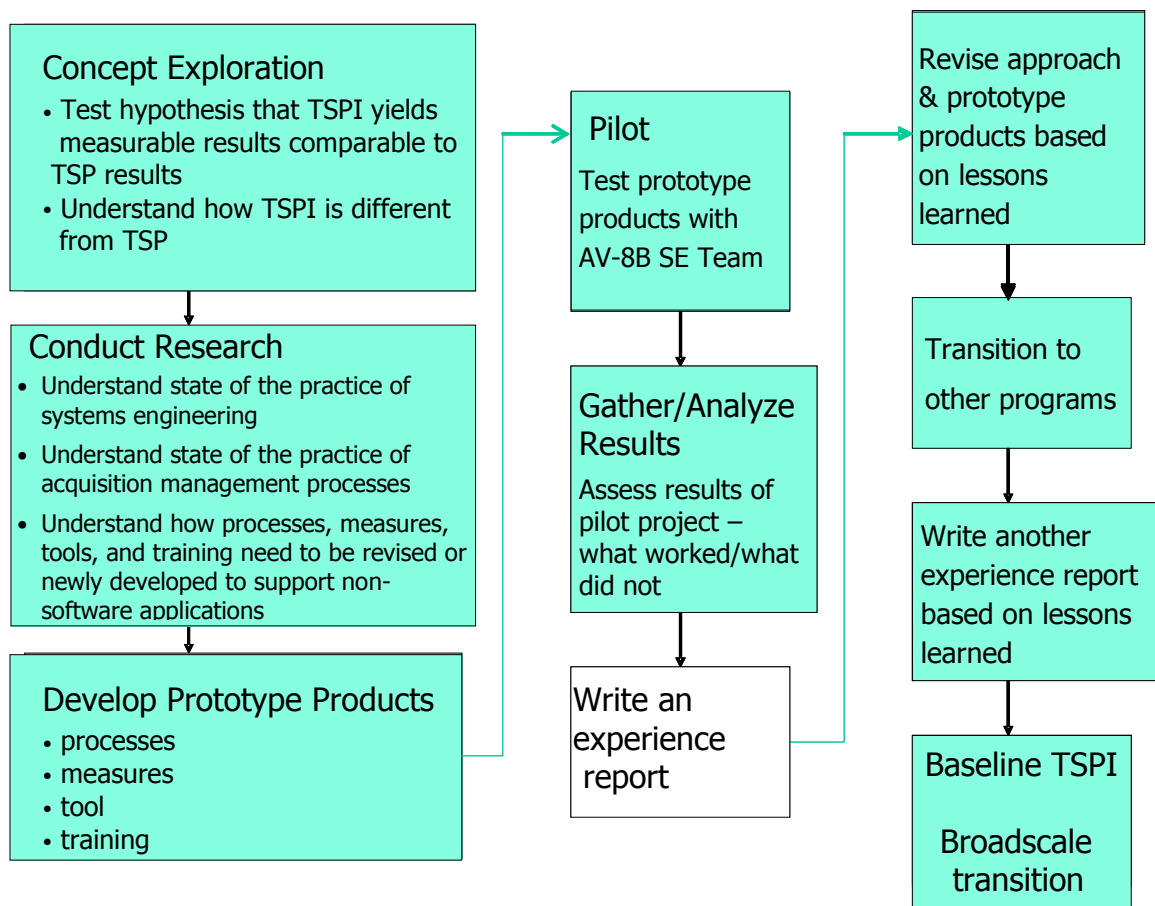 Concept Exploration
• Test hypothesis that TSPI yields
measurable results comparable to
TSP results
• Understand how TSPI is different
from TSP
Conduct Research
• Understand state of the practice of
systems engineering
• Understand state of the practice of
acquisition management processes
• Understand how processes, measures,
tools, and training need to be revised or
newly developed to support non-
software applications
Develop Prototype Products
• processes
• measures
• tool
• training
Pilot
Test prototype
products with
AV-8B SE Team
Gather/Analyze
Results
Assess results of
pilot project –
what worked/what
did not
Write an
experience
report
Revise approach
& prototype
products based
on lessons
learned
Transition to
other programs
Write another
experience report
based on lessons
learned
Baseline TSPI
Broadscale
transition